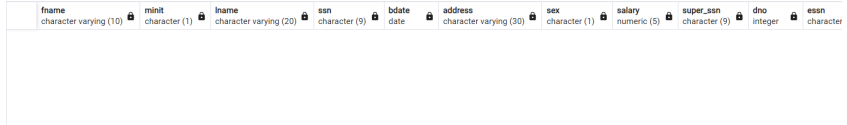 fname minit lname ssn bdate address sex salary super_ssn dno essn
character varying (10) character (1) character varying (20) character (9) date character varying (30) character (1) numeric (5) character (9) integer character